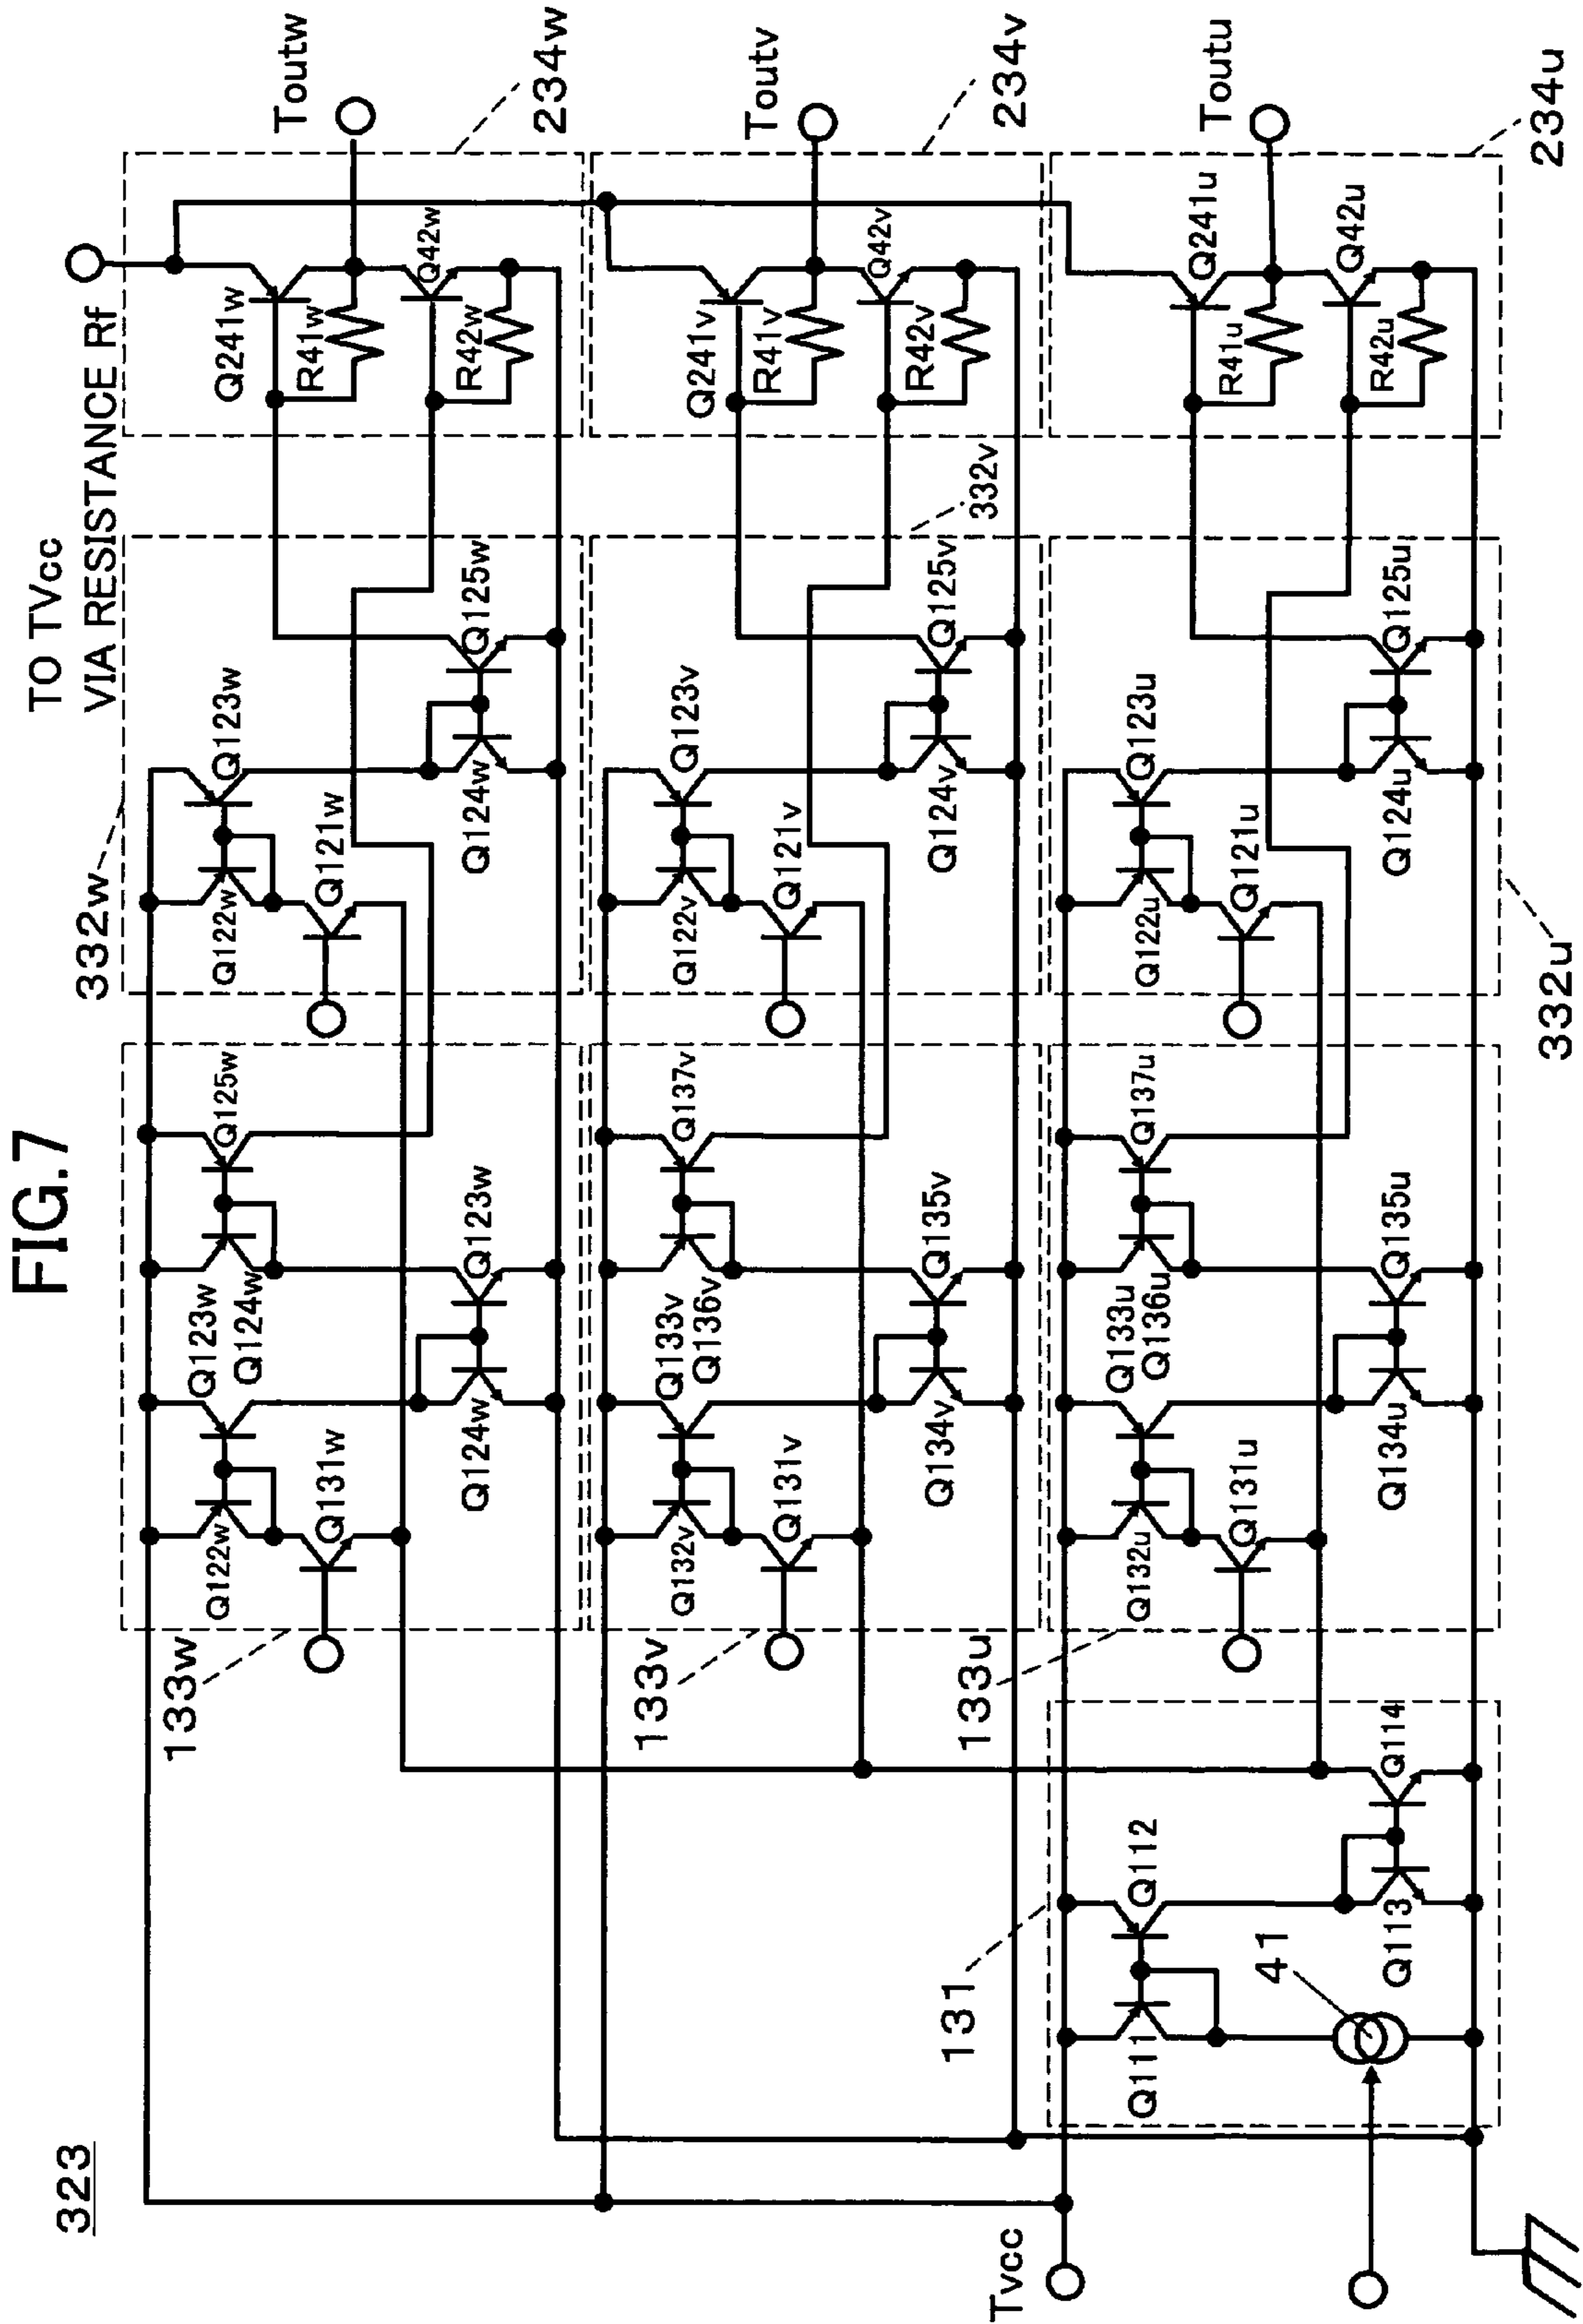 FIG.7
323
TO TVcc
VIA RESISTANCE Rf
Toutw
234w
Q241w
R41w
Q42w
R42w
332w
Q122w
Q123w
Q121w
Q124w
Q125w
133w
Q122w
Q123w
Q124w
Q125w
Q131w
Q124w
Q123w
Toutv
234v
Q241v
R41v
Q42v
R42v
332v
Q122v
Q123v
Q121v
Q124v
Q125v
133v
Q132v
Q133v
Q136v
Q137v
Q131v
Q134v
Q135v
Toutu
234u
Q241u
R41u
Q42u
R42u
332u
Q122u
Q123u
Q121u
Q124u
Q125u
133u
Q132u
Q133u
Q136u
Q137u
Q131u
Q134u
Q135u
131
Q111
Q112
41
Q113
Q114
Tvcc